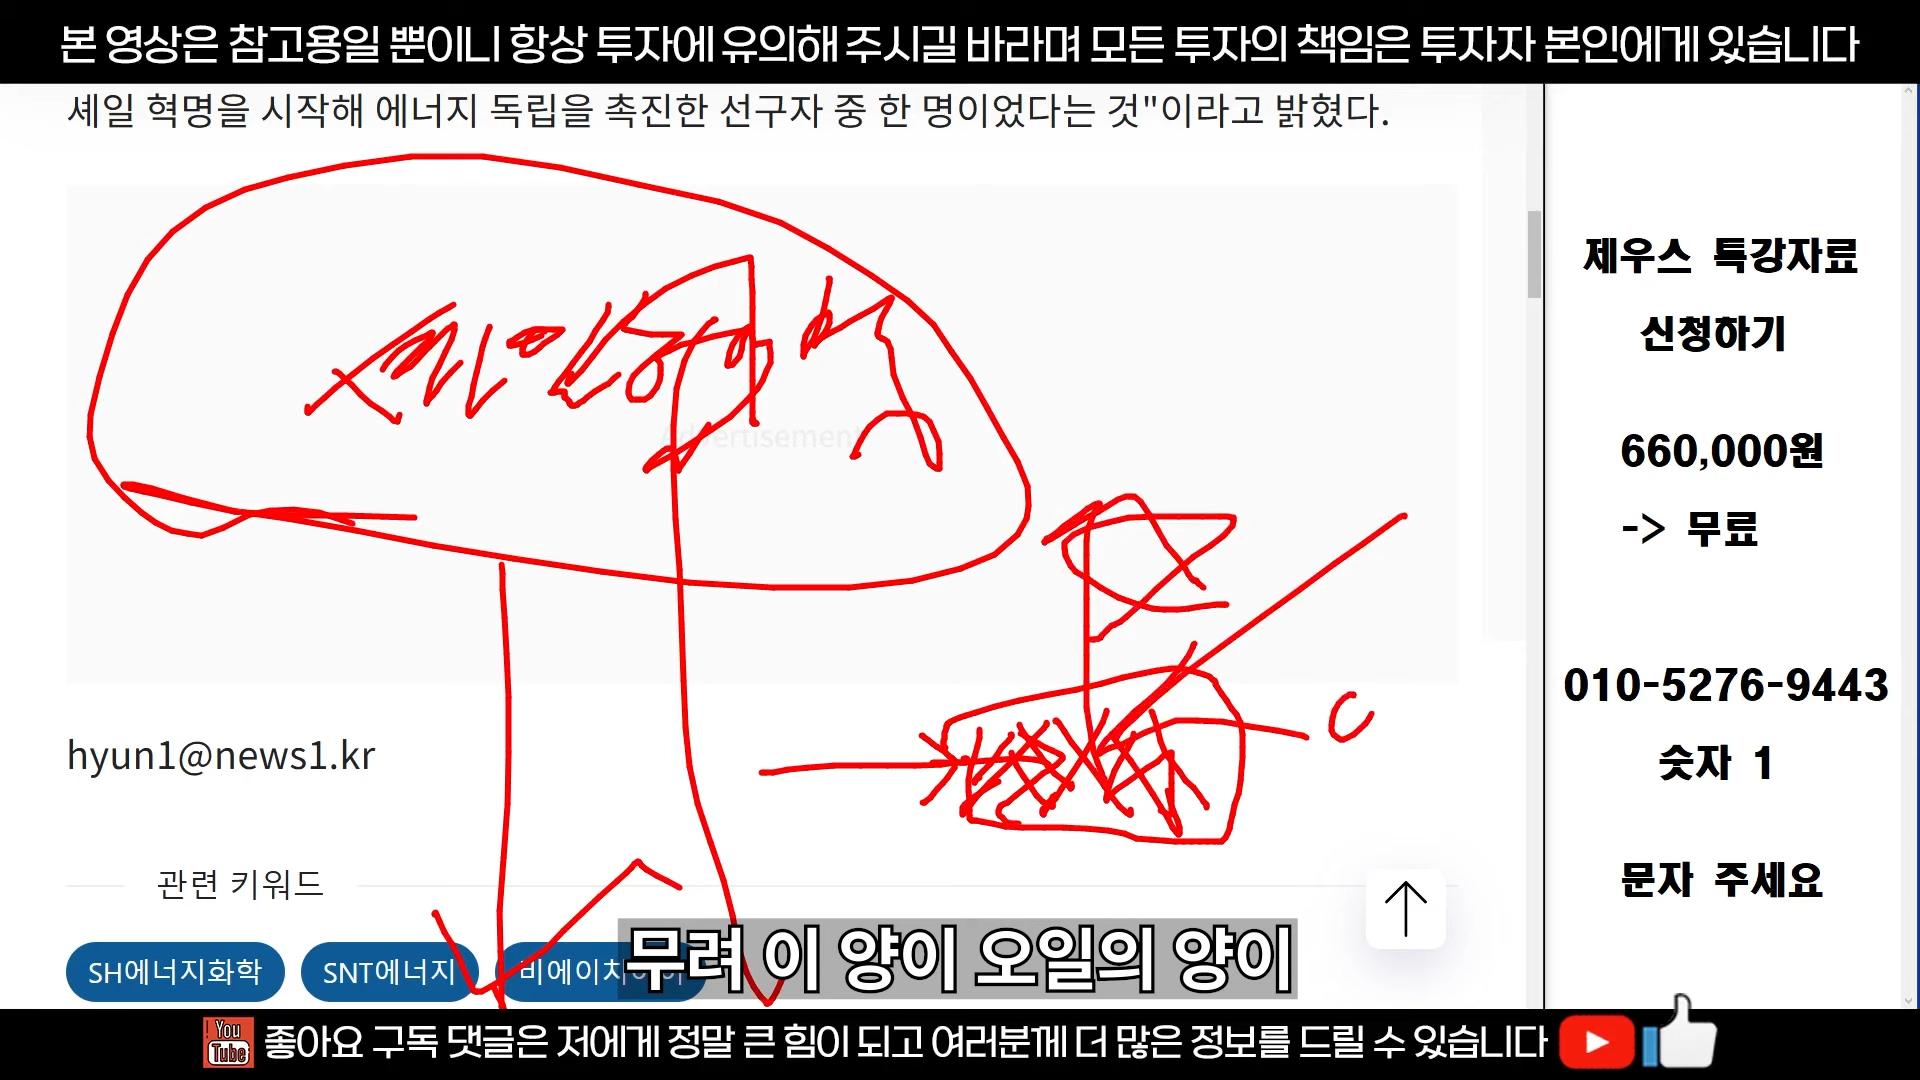 본 영상은 참고용일 뿐이니 항상 투자에 유의해 주시길 바라며 모든 투자의 책임은 투자자 본인에게 있습니다
셰일 혁명을 시작해 에너지 독립을 촉진한 선구자 중 한 명이었다는 것"이라고 밝혔다.
Advertisement
hyun1@news1.kr
관련 키워드
SH에너지화학
SNT에너지
무려 이 양이 오일의 양이
제우스 특강자료
신청하기
660,000원
-> 무료
010-5276-9443
숫자 1
문자 주세요
You
Tube
좋아요 구독 댓글은 저에게 정말 큰 힘이 되고 여러분께 더 많은 정보를 드릴 수 있습니다